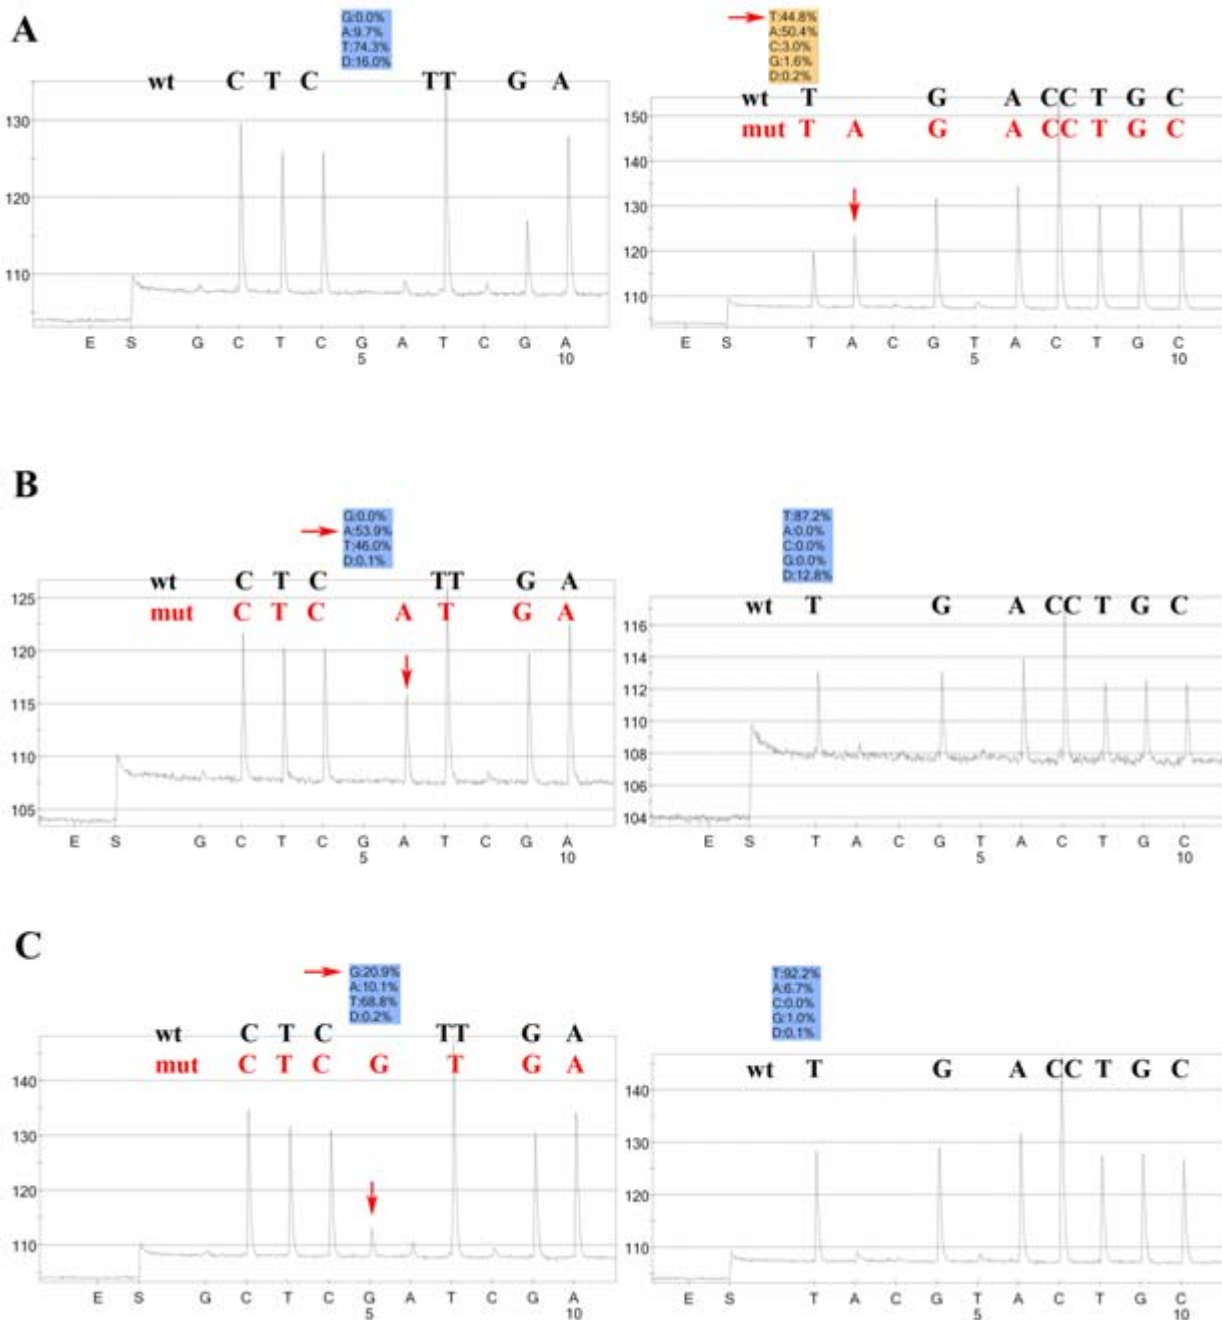 A
G:0.0%
A:9.7%
T:74.3%
D:16.0%
wt C T C TT G A
130
120
110
E S G C T C G A T C G A
5 10
T:44.8%
A:50.4%
C:3.0%
G:1.6%
D:0.2%
wt T G A CC T G C
mut T A G A CC T G C
150
140
130
120
110
E S T A C G T A C T G C
5 10
B
G:0.0%
A:53.9%
T:46.0%
D:0.1%
wt C T C TT G A
mut C T C A T G A
125
120
115
110
105
E S G C T C G A T C G A
5 10
T:87.2%
A:0.0%
C:0.0%
G:0.0%
D:12.8%
wt T G A CC T G C
116
114
112
110
108
106
104
E S T A C G T A C T G C
5 10
C
G:20.9%
A:10.1%
T:68.8%
D:0.2%
wt C T C TT G A
mut C T C G T G A
140
130
120
110
E S G C T C G A T C G A
5 10
T:92.2%
A:6.7%
C:0.0%
G:1.0%
D:0.1%
wt T G A CC T G C
140
130
120
110
E S T A C G T A C T G C
5 10